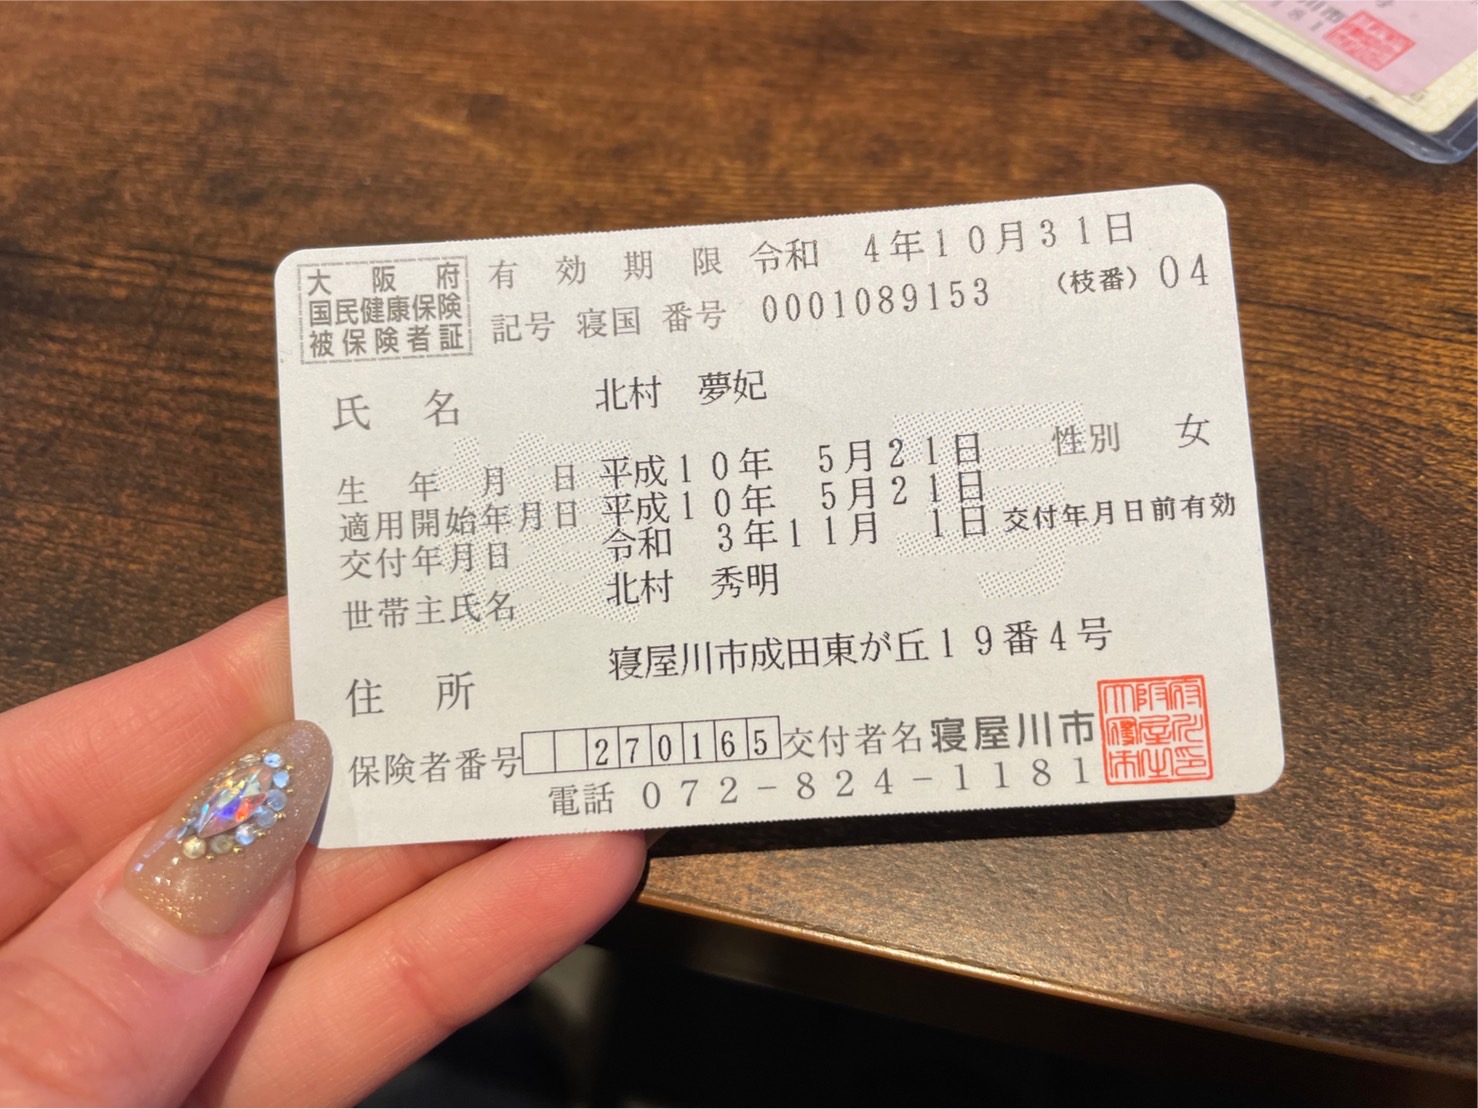 大阪府
国民健康保険
被保険者証
有効期限 令和 4年10月31日
記号 寝国 番号 0001089153 (枝番) 04
氏名 北村 夢妃
生年月日 平成10年 5月21日 性別 女
適用開始年月日 平成10年 5月21日
交付年月日 令和 3年11月 1日 交付年月日前有効
世帯主氏名 北村 秀明
住所 寝屋川市成田東が丘19番4号
保険者番号 270165 交付者名 寝屋川市
電話 072-824-1181